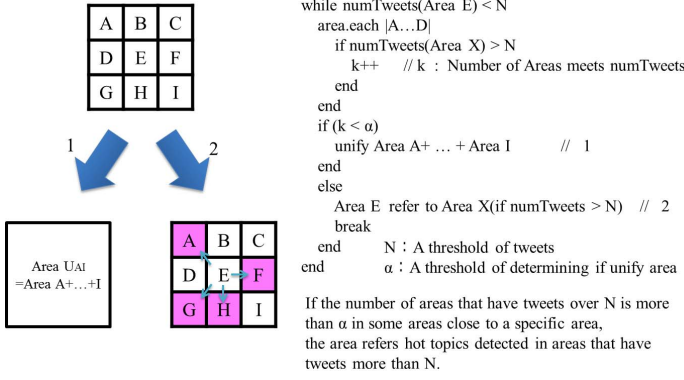 A B C
D E F
G H I
1
2
Area UAI
=Area A+...+I
A B C
D E F
G H I
while numTweets(Area E) < N
area.each |A…D|
if numTweets(Area X) > N
k++ // k : Number of Areas meets numTweets
end
end
if (k < α)
unify Area A+ … + Area I // 1
end
else
Area E refer to Area X(if numTweets > N) // 2
break
end N：A threshold of tweets
end α：A threshold of determining if unify area
If the number of areas that have tweets over N is more
than α in some areas close to a specific area,
the area refers hot topics detected in areas that have
tweets more than N.